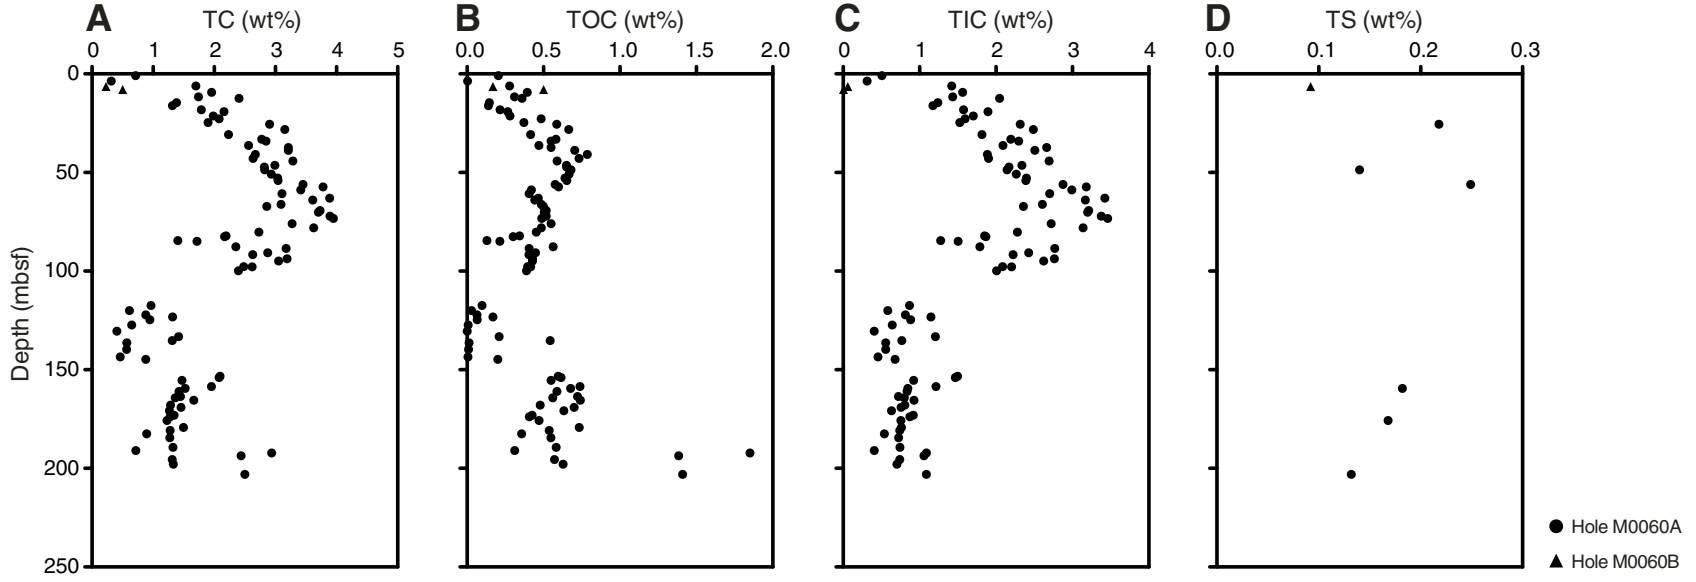 A TC (wt%)
0 1 2 3 4 5
B TOC (wt%)
0.0 0.5 1.0 1.5 2.0
C TIC (wt%)
0 1 2 3 4
D TS (wt%)
0.0 0.1 0.2 0.3
Depth (mbsf)
0
50
100
150
200
250
Hole M0060A
Hole M0060B